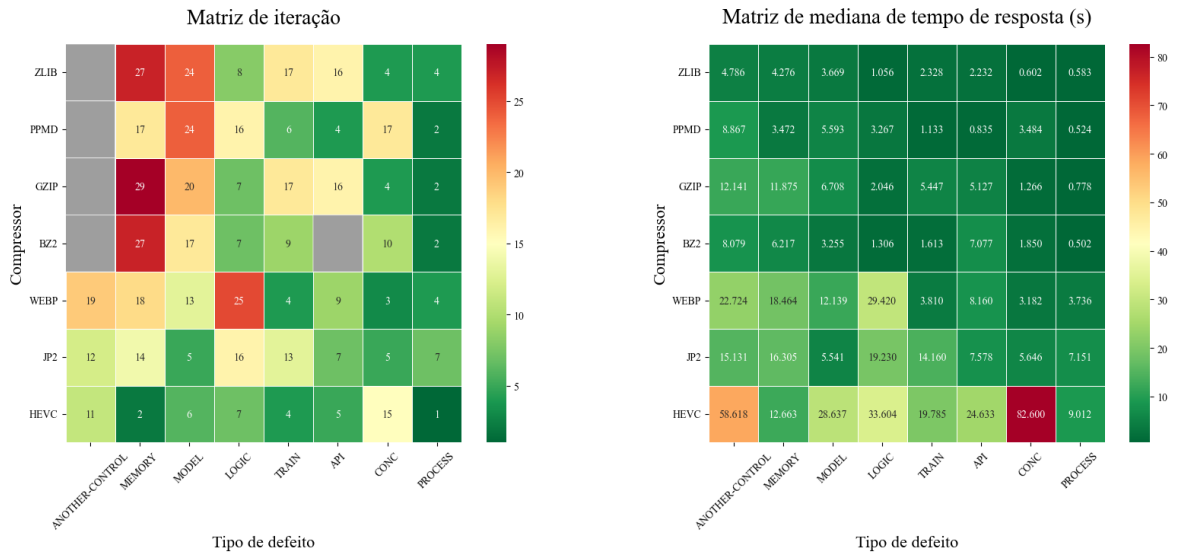 Matriz de iteração
Compressor
ZLIB 27 24 8 17 16 4 4
PPMD 17 24 16 6 4 17 2
GZIP 29 20 7 17 16 4 2
BZ2 27 17 7 9 10 2
WEBP 19 18 13 25 4 9 3 4
JP2 12 14 5 16 13 7 5 7
HEVC 11 2 6 7 4 5 15 1
ANOTHER-CONTROL MEMORY MODEL LOGIC TRAIN API CONC PROCESS
Tipo de defeito
25
20
15
10
5
Matriz de mediana de tempo de resposta (s)
Compressor
ZLIB 4.786 4.276 3.669 1.056 2.328 2.232 0.602 0.583
PPMD 8.867 3.472 5.593 3.267 1.133 0.835 3.484 0.524
GZIP 12.141 11.875 6.708 2.046 5.447 5.127 1.266 0.778
BZ2 8.079 6.217 3.255 1.306 1.613 7.077 1.850 0.502
WEBP 22.724 18.464 12.139 29.420 3.810 8.160 3.182 3.736
JP2 15.131 16.305 5.541 19.230 14.160 7.578 5.646 7.151
HEVC 58.618 12.663 28.637 33.604 19.785 24.633 82.600 9.012
ANOTHER-CONTROL MEMORY MODEL LOGIC TRAIN API CONC PROCESS
Tipo de defeito
80
70
60
50
40
30
20
10